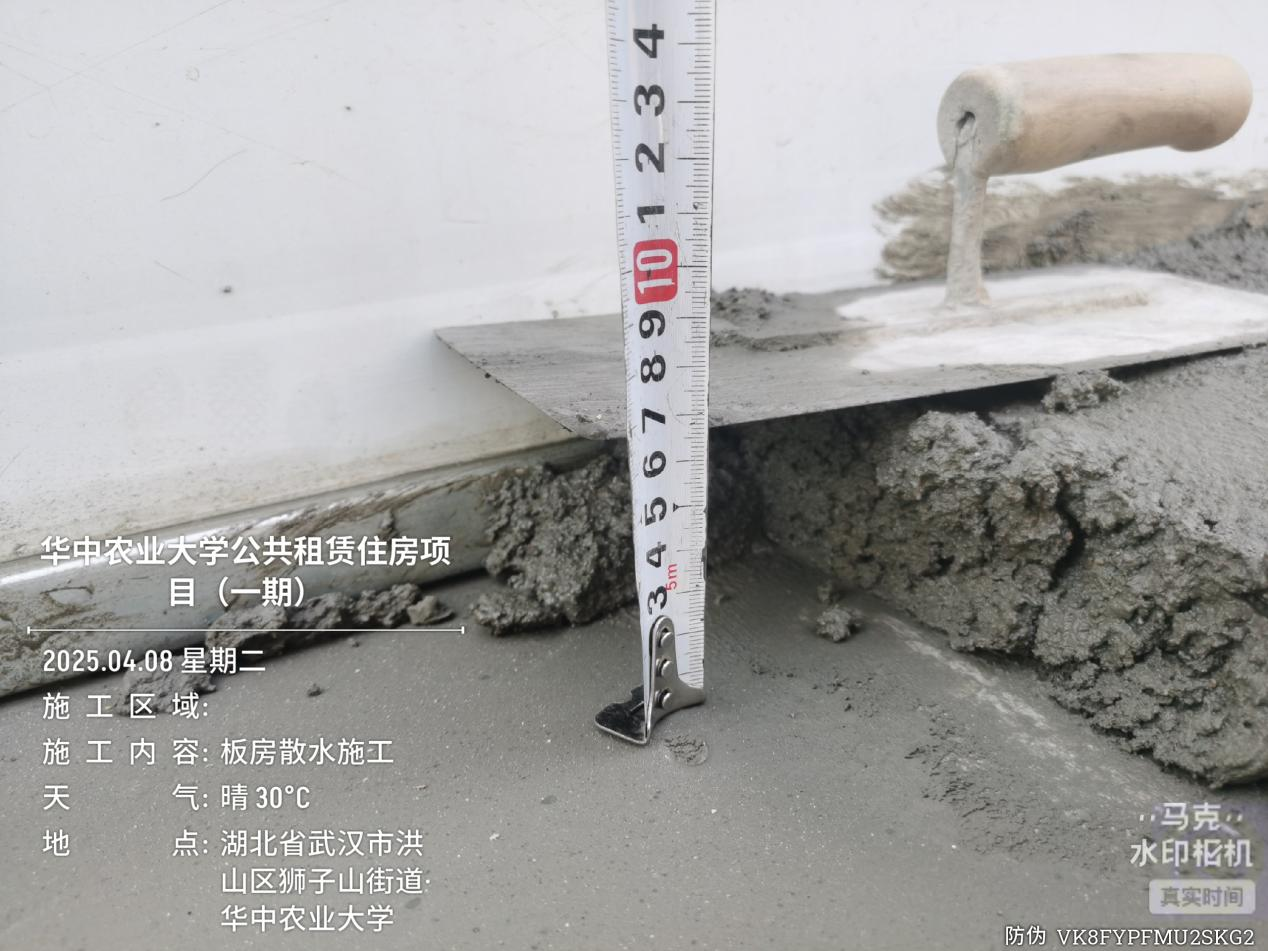 4
3
2
1
10
9
8
7
6
5
4
3
5m
华中农业大学公共租赁住房项
目（一期）
2025.04.08 星期二
施工区域:
施工内容: 板房散水施工
天气: 晴 30°C
地点: 湖北省武汉市洪
山区狮子山街道·
华中农业大学
马克
水印相机
真实时间
防伪 VK8FYPFMU2SKG2